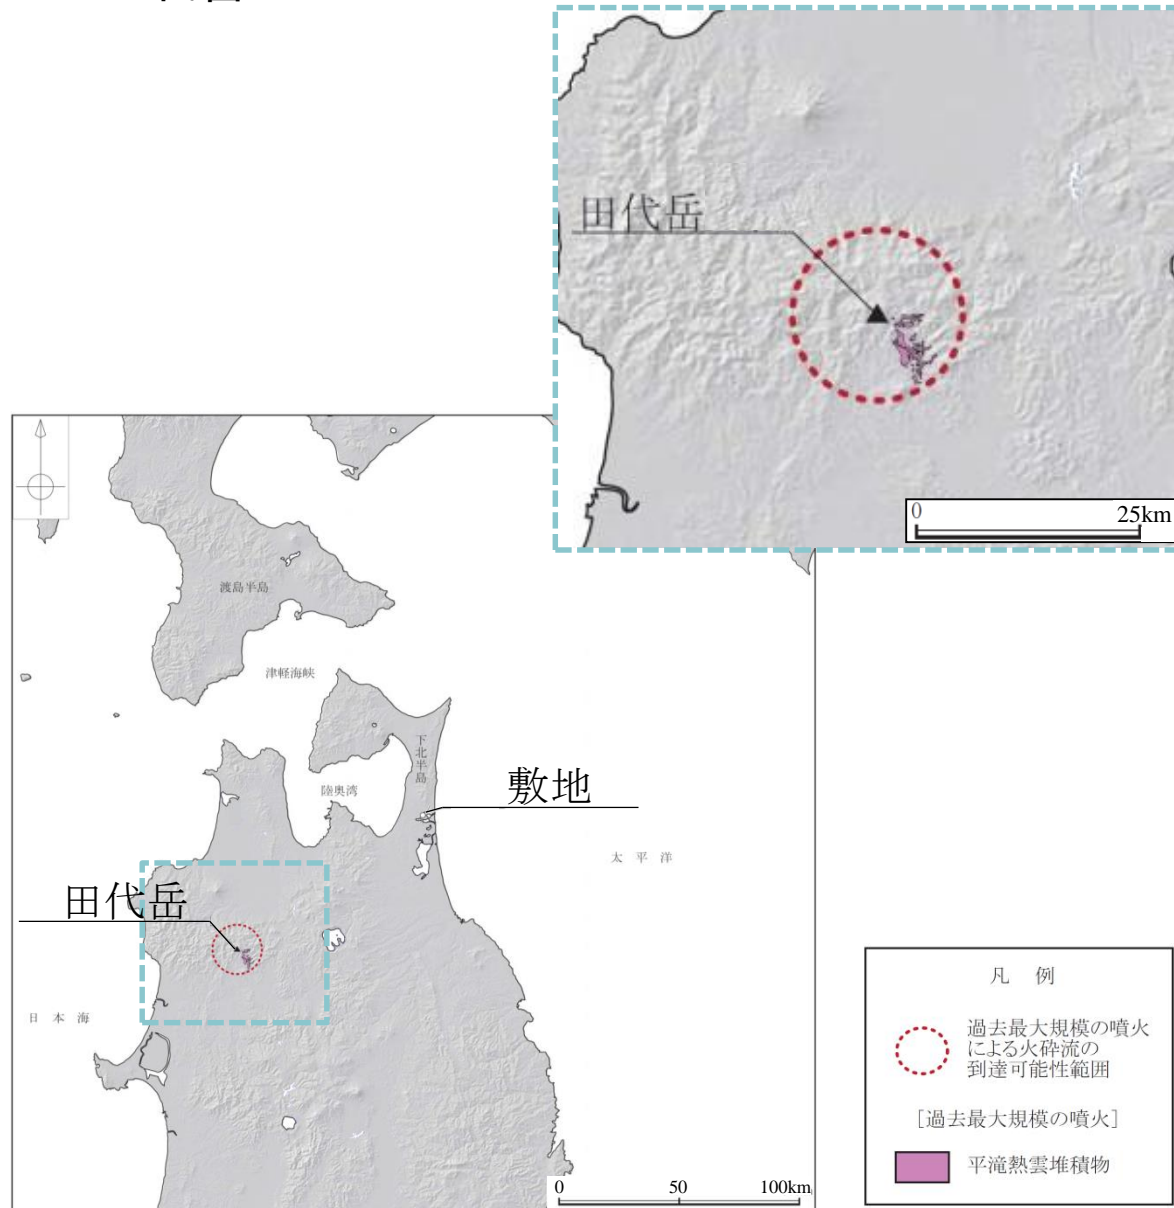 田代岳
0
25km
渡島半島
津軽海峡
下北半島
陸奥湾
敷地
太平洋
田代岳
日本海
0
50
100km
凡例
過去最大規模の噴火
による火砕流の
到達可能性範囲
[過去最大規模の噴火]
平滝熱雲堆積物